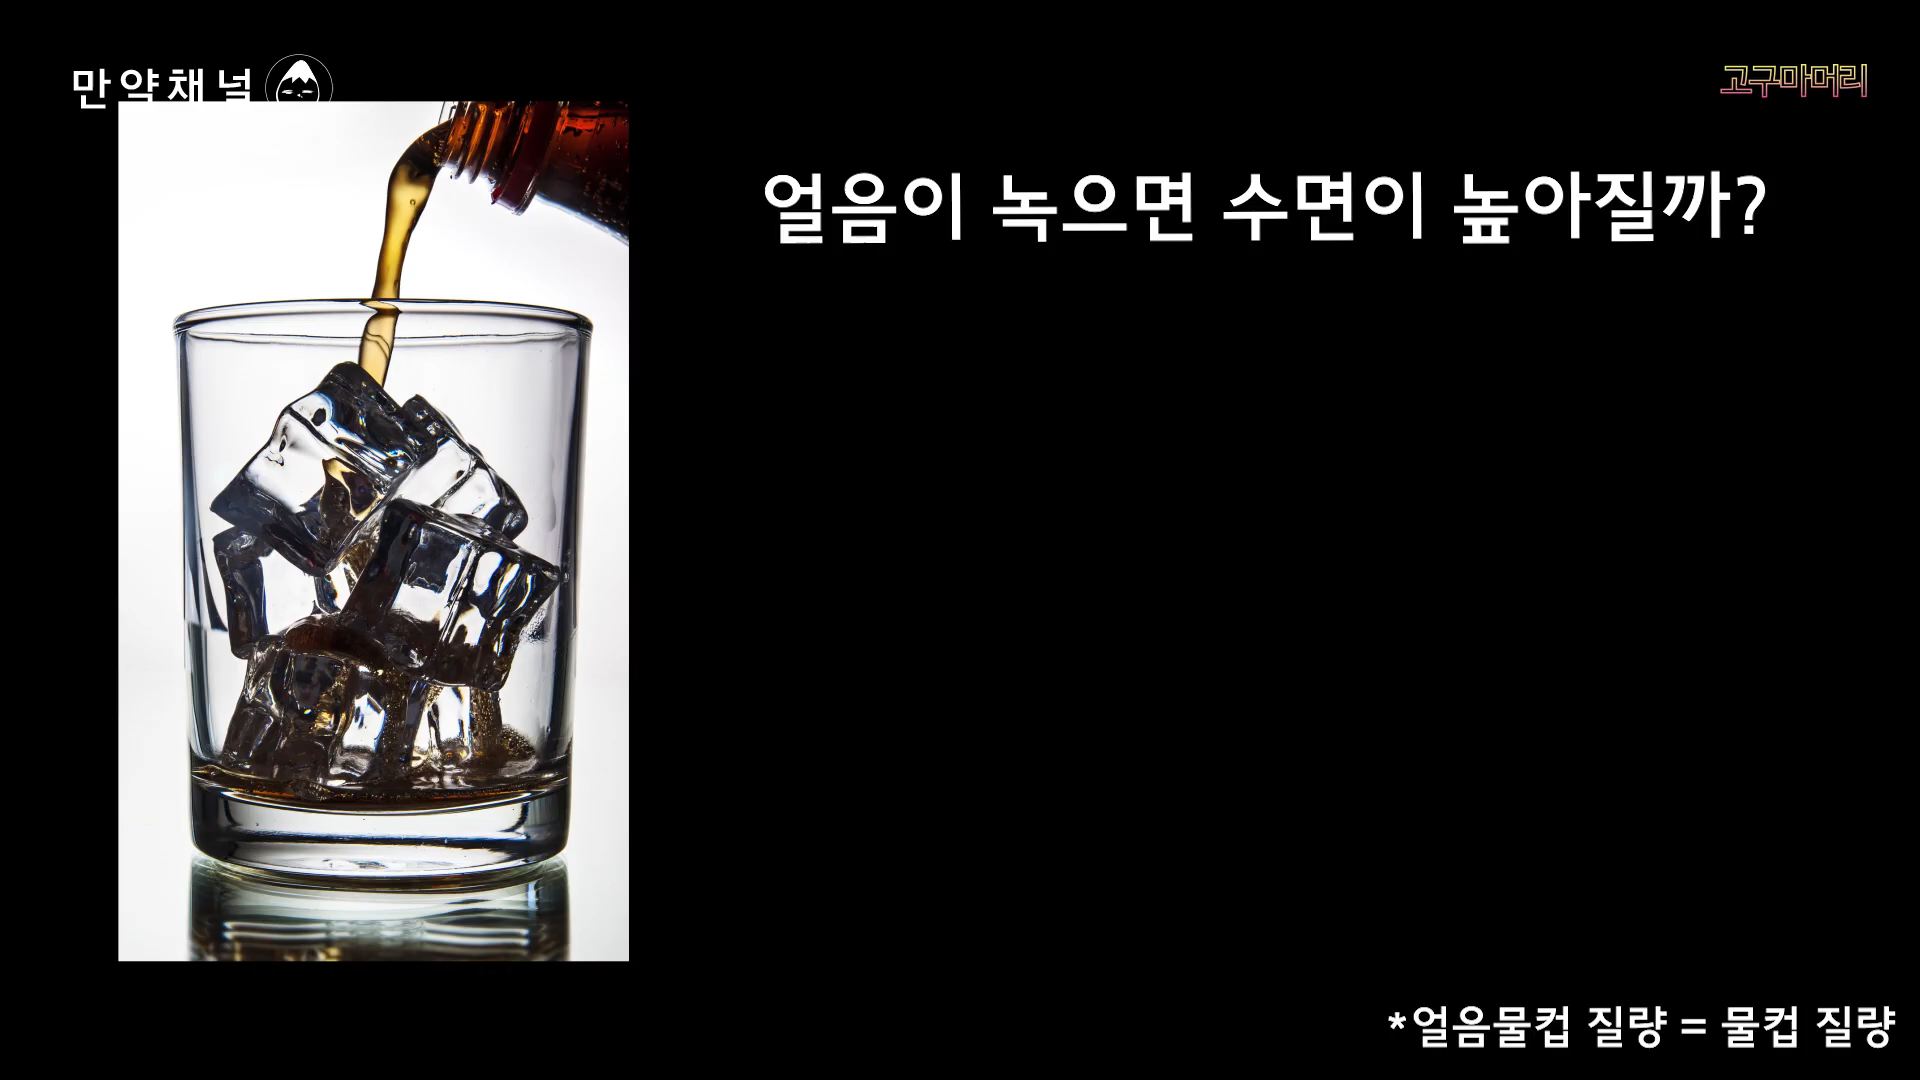 만약채널
고구마머리
얼음이 녹으면 수면이 높아질까?
*얼음물컵 질량 = 물컵 질량